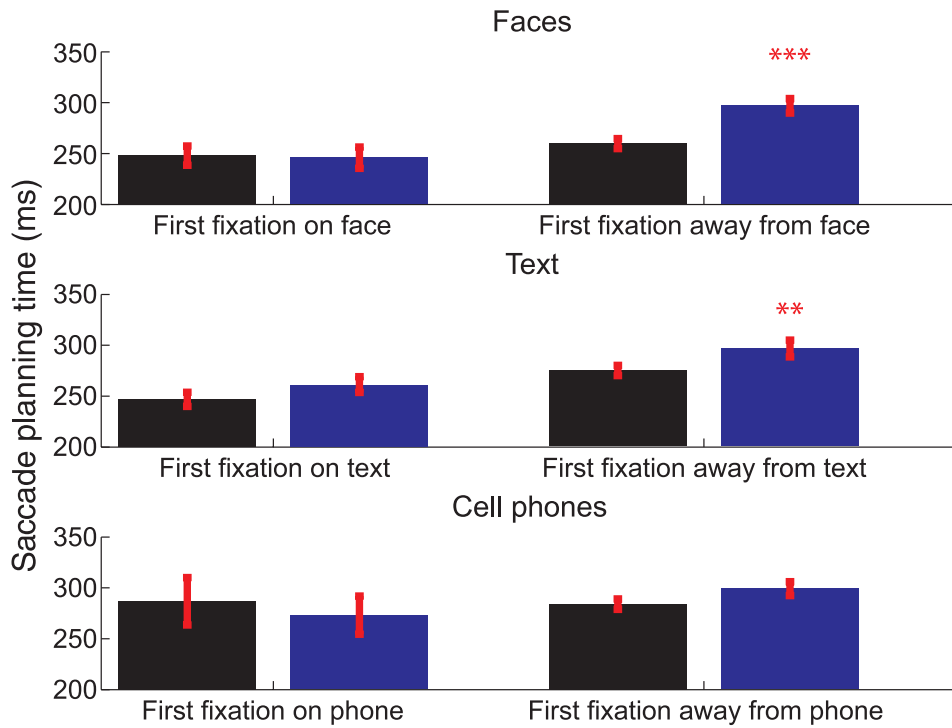 Faces
Saccade planning time (ms)
350
***
300
250
200
First fixation on face First fixation away from face
Text
350
**
300
250
200
First fixation on text First fixation away from text
Cell phones
350
300
250
200
First fixation on phone First fixation away from phone